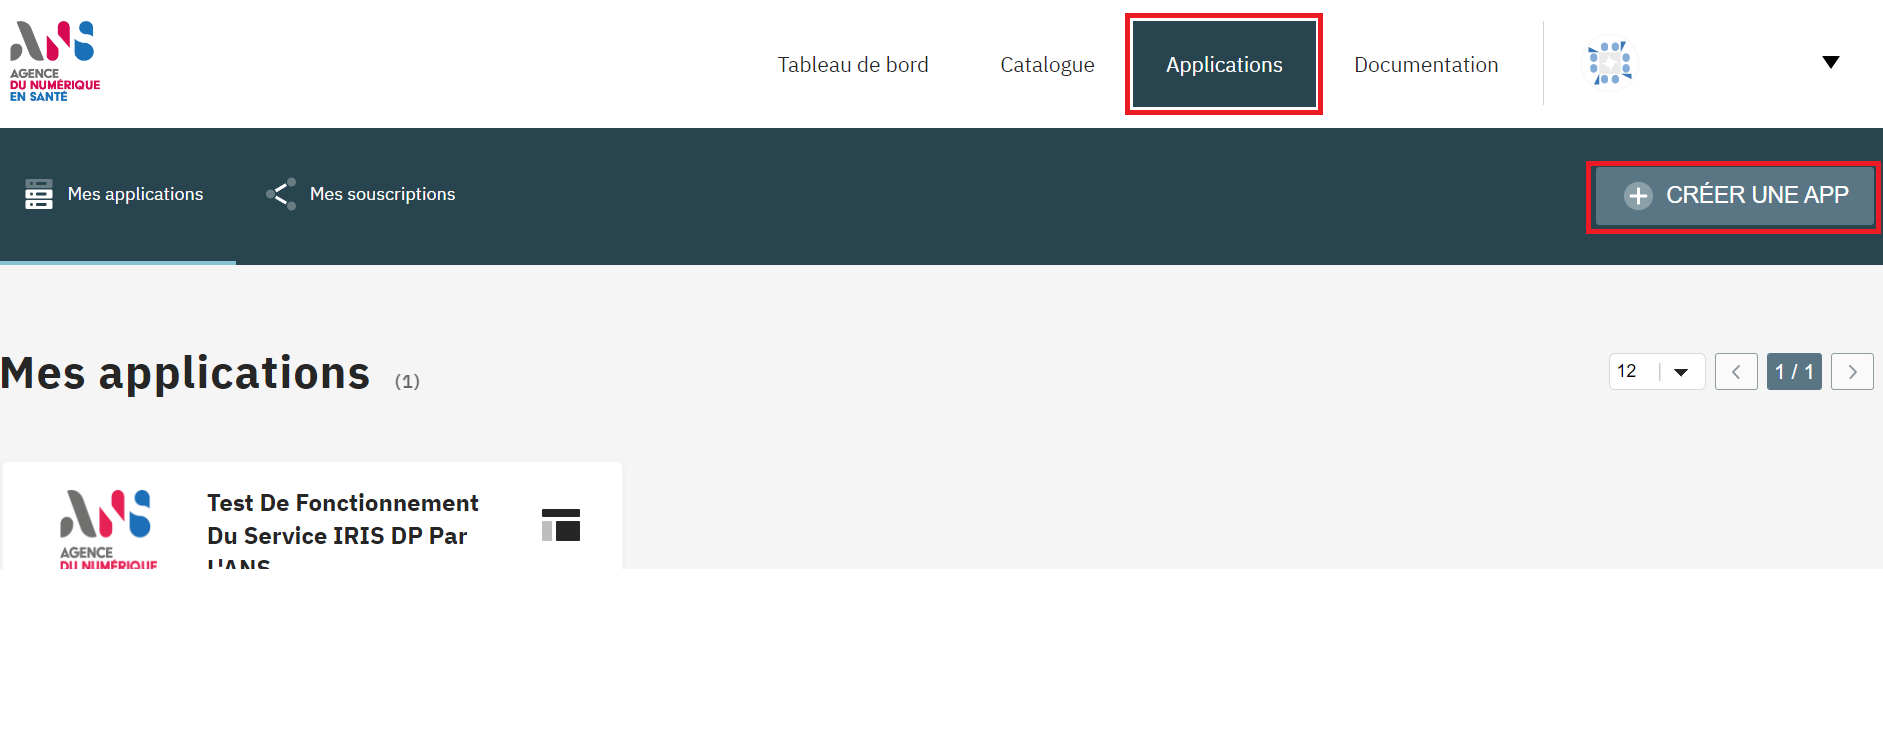 AGENCE
DU NUMÉRIQUE
EN SANTÉ
Tableau de bord
Catalogue
Applications
Documentation
Mes applications
Mes souscriptions
CRÉER UNE APP
Mes applications (1)
12
1 / 1
AGENCE
DU NUMÉRIQUE
Test De Fonctionnement
Du Service IRIS DP Par
L'ANS